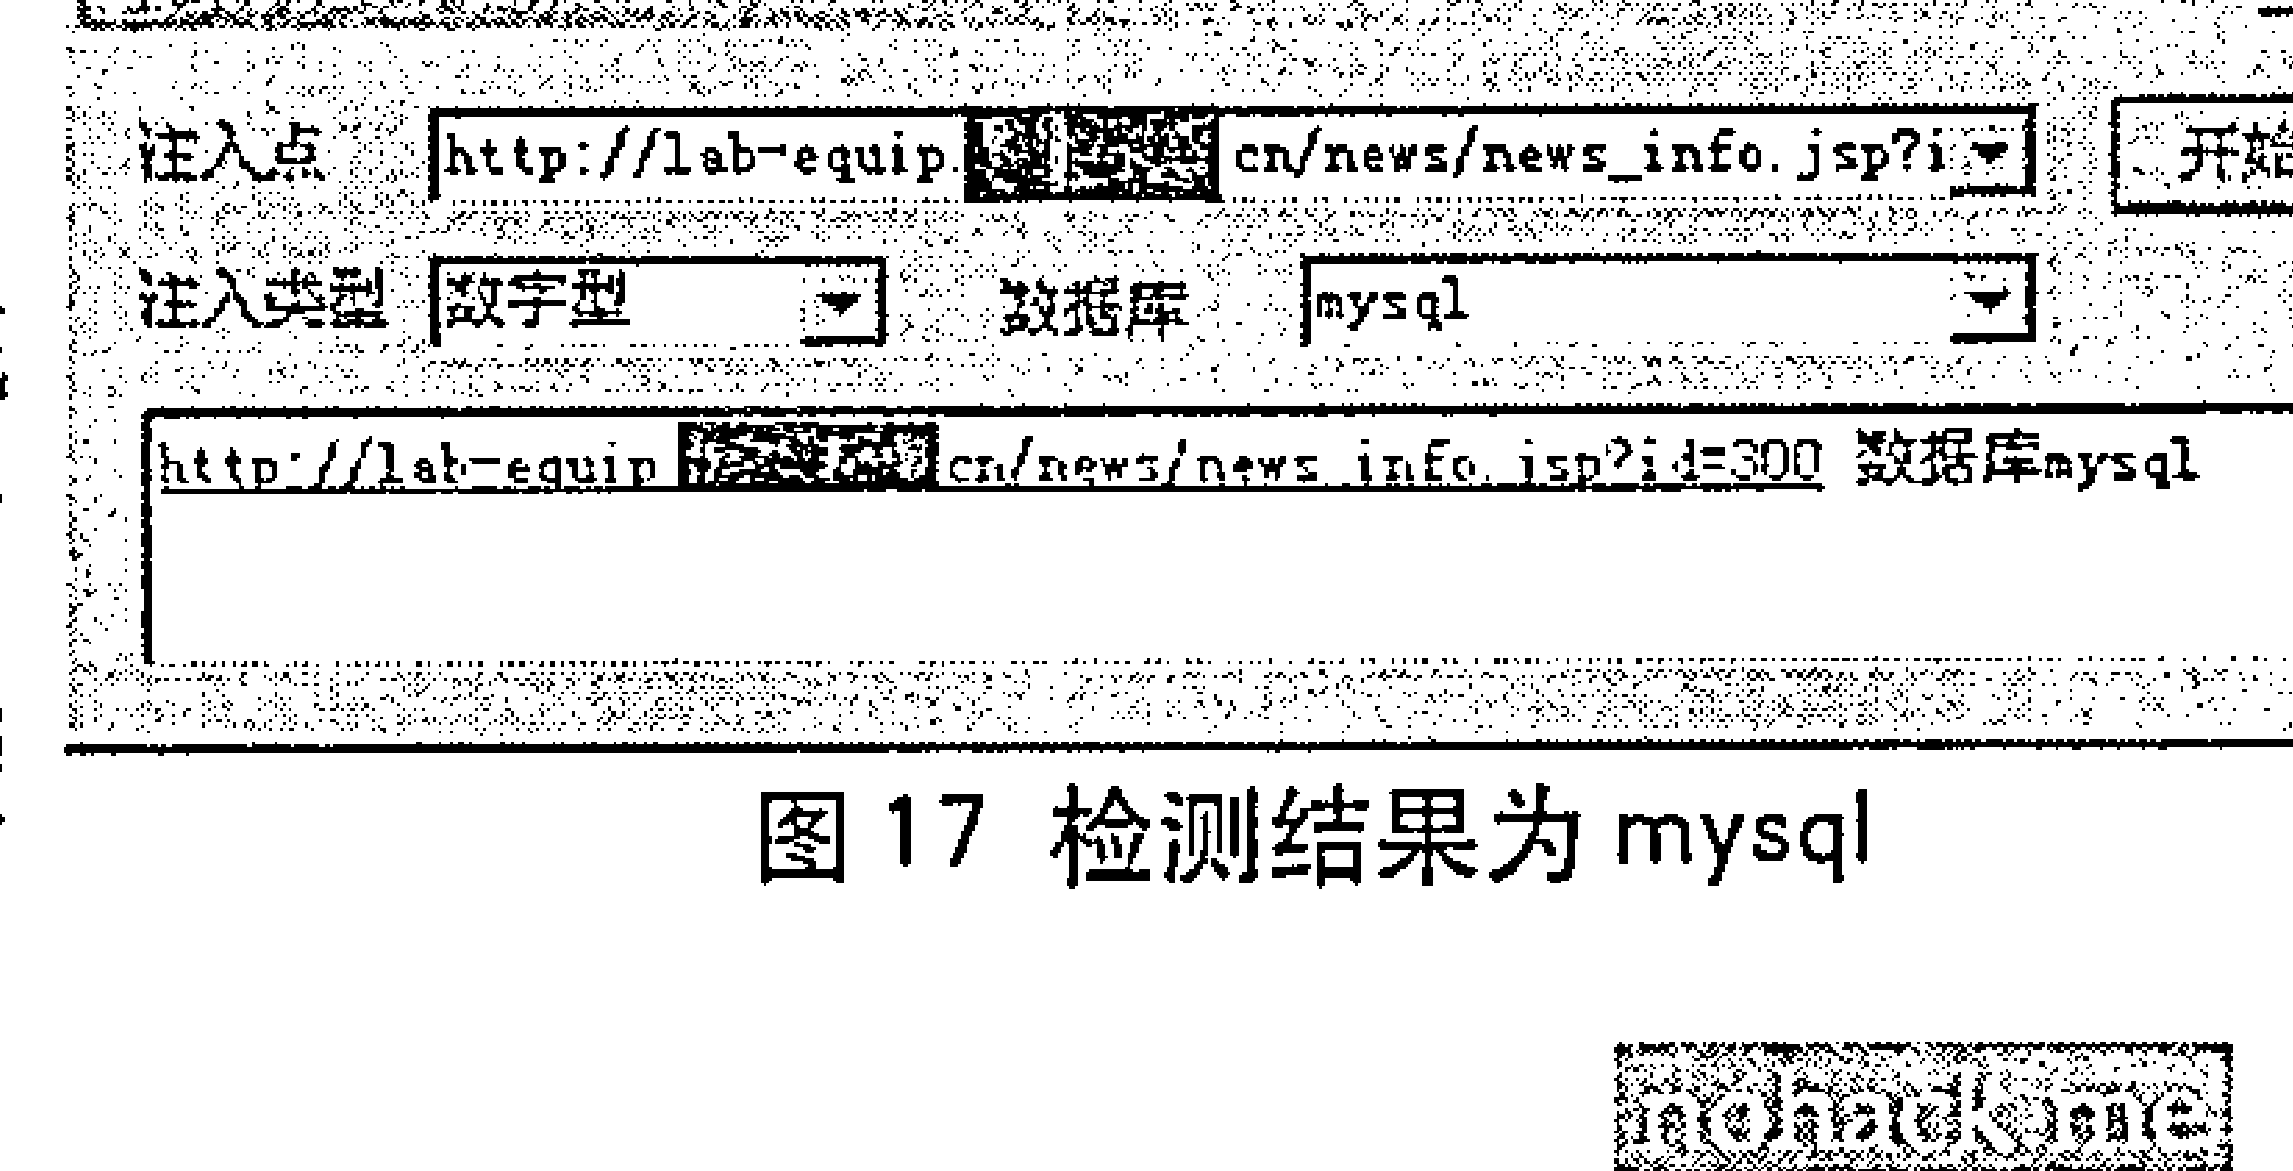 注入点 http://lab-equip. cn/news/news_info.jsp?i 开始
注入类型 数字型 数据库 mysql
http://lab-equip cn/news/news_info.jsp?id=300 数据库mysql
图 17 检测结果为 mysql
nohack.me